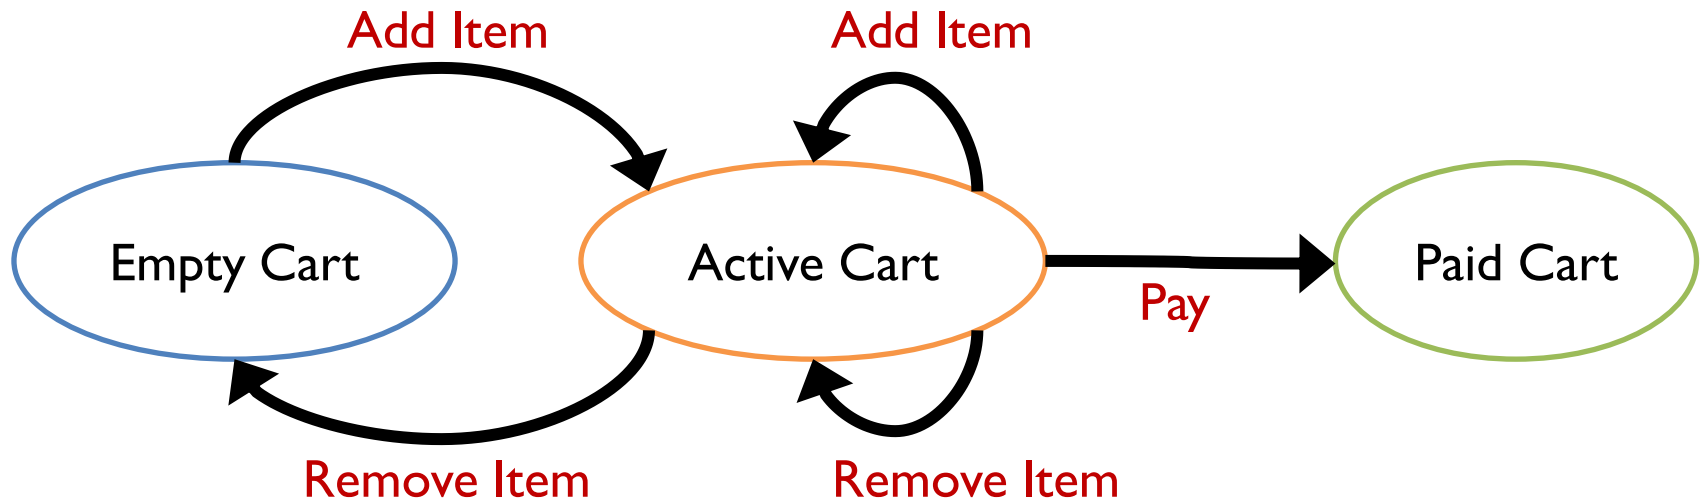 Add Item
Add Item
Empty Cart
Active Cart
Paid Cart
Pay
Remove Item
Remove Item